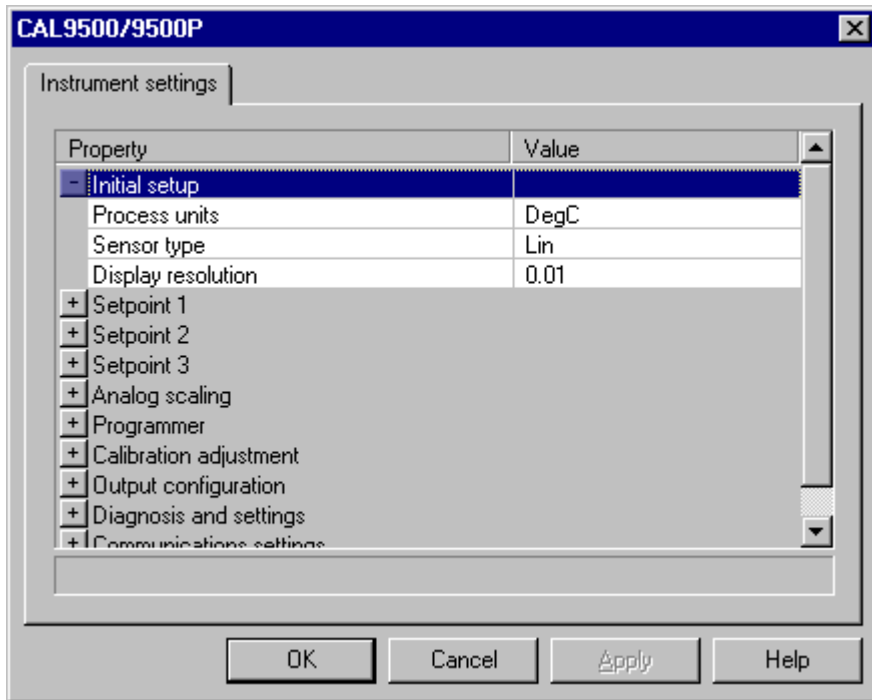 CAL9500/9500P
Instrument settings
Property Value
Initial setup
Process units DegC
Sensor type Lin
Display resolution 0.01
Setpoint 1
Setpoint 2
Setpoint 3
Analog scaling
Programmer
Calibration adjustment
Output configuration
Diagnosis and settings
Communications settings
OK Cancel Apply Help